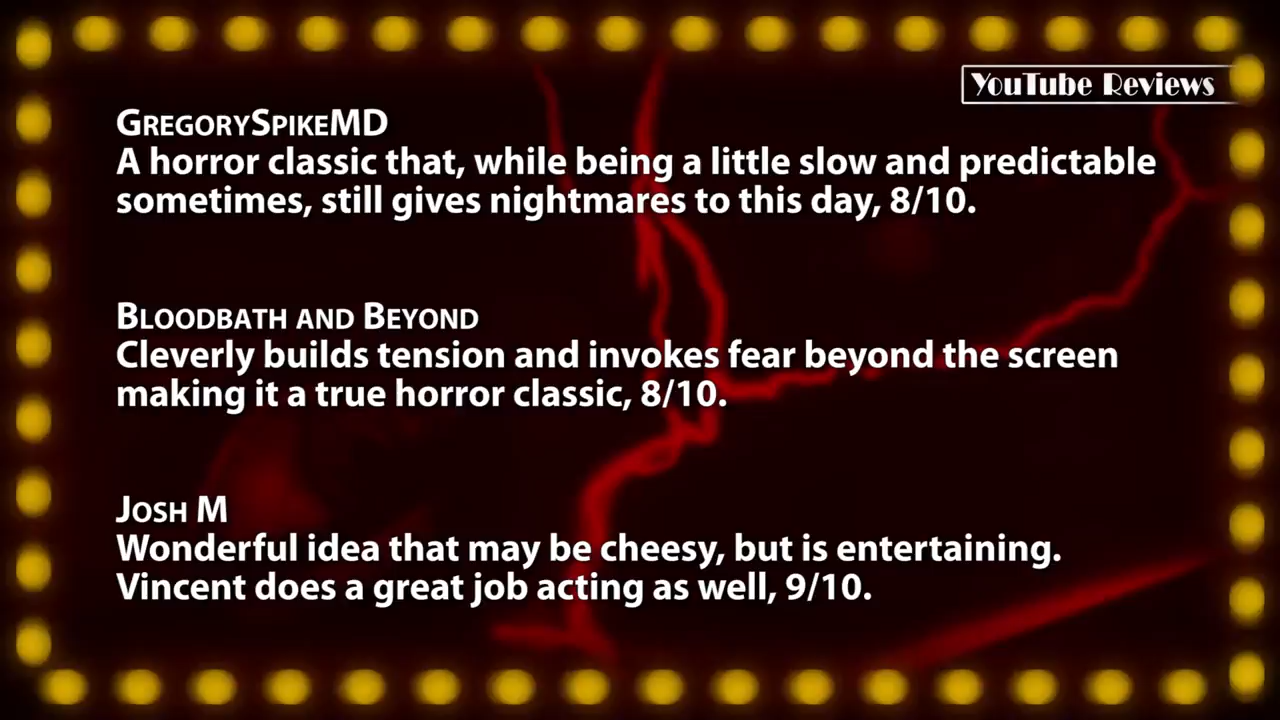 YouTube Reviews
GregorySpikeMD
A horror classic that, while being a little slow and predictable
sometimes, still gives nightmares to this day, 8/10.
Bloodbath and Beyond
Cleverly builds tension and invokes fear beyond the screen
making it a true horror classic, 8/10.
Josh M
Wonderful idea that may be cheesy, but is entertaining.
Vincent does a great job acting as well, 9/10.